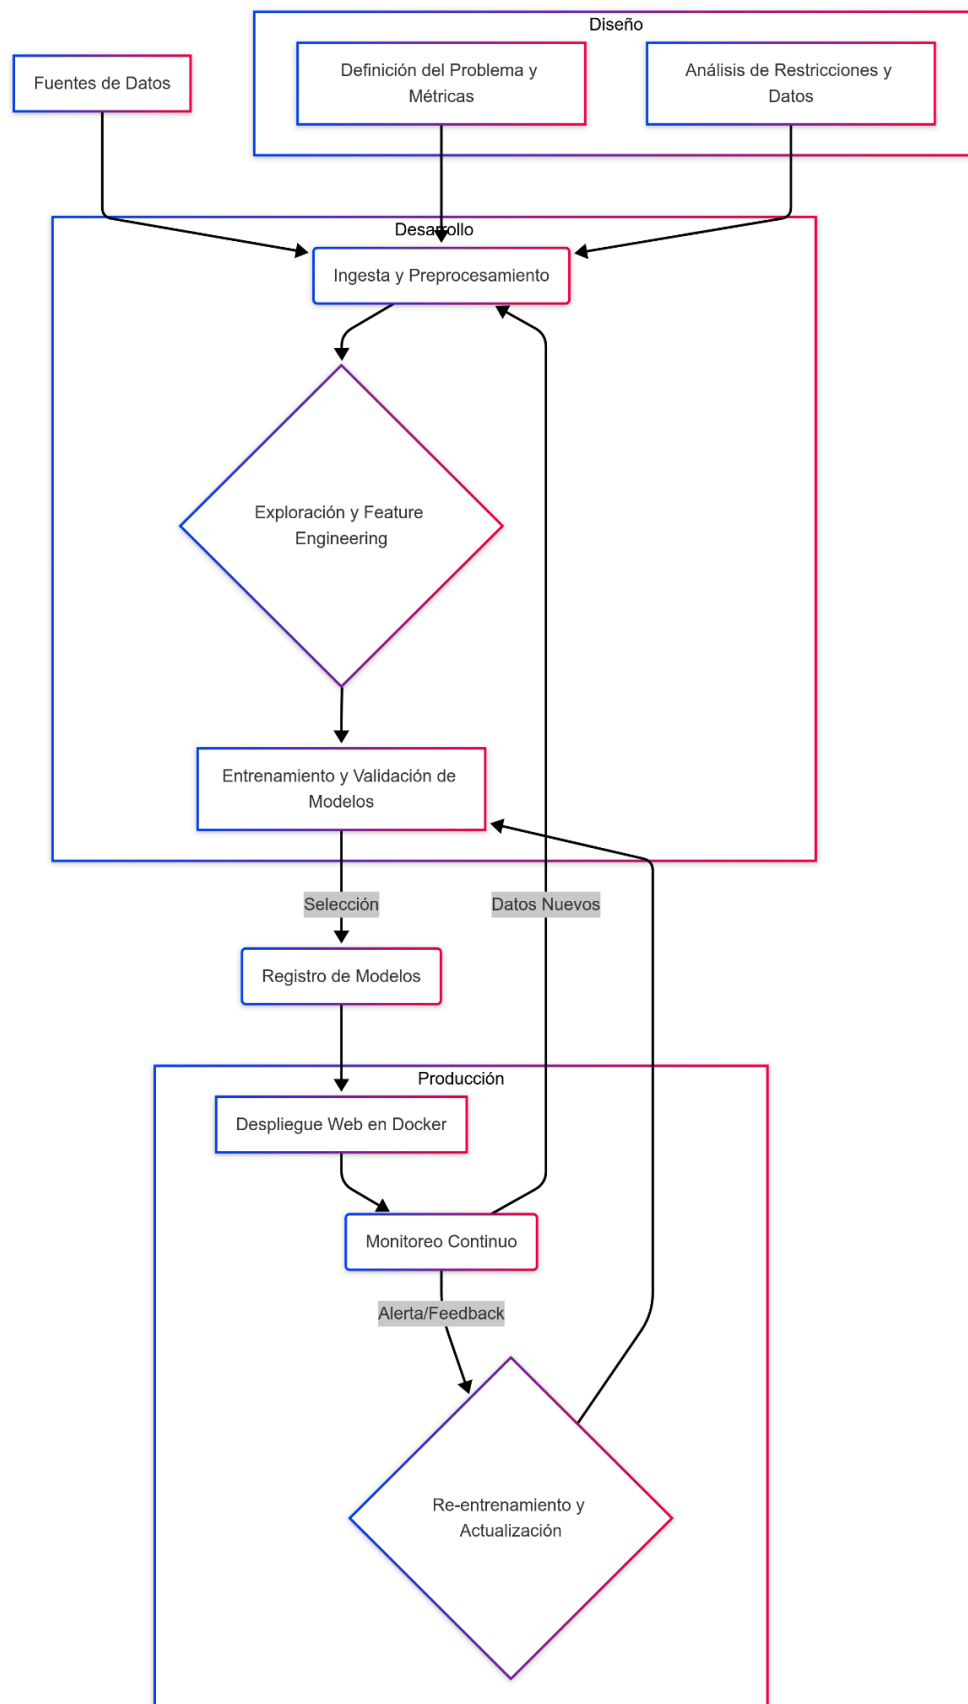 Diseño
Fuentes de Datos
Definición del Problema y
Métricas
Análisis de Restricciones y
Datos
Desarrollo
Ingesta y Preprocesamiento
Exploración y Feature
Engineering
Entrenamiento y Validación de
Modelos
Selección
Datos Nuevos
Registro de Modelos
Producción
Despliegue Web en Docker
Monitoreo Continuo
Alerta/Feedback
Re-entrenamiento y
Actualización